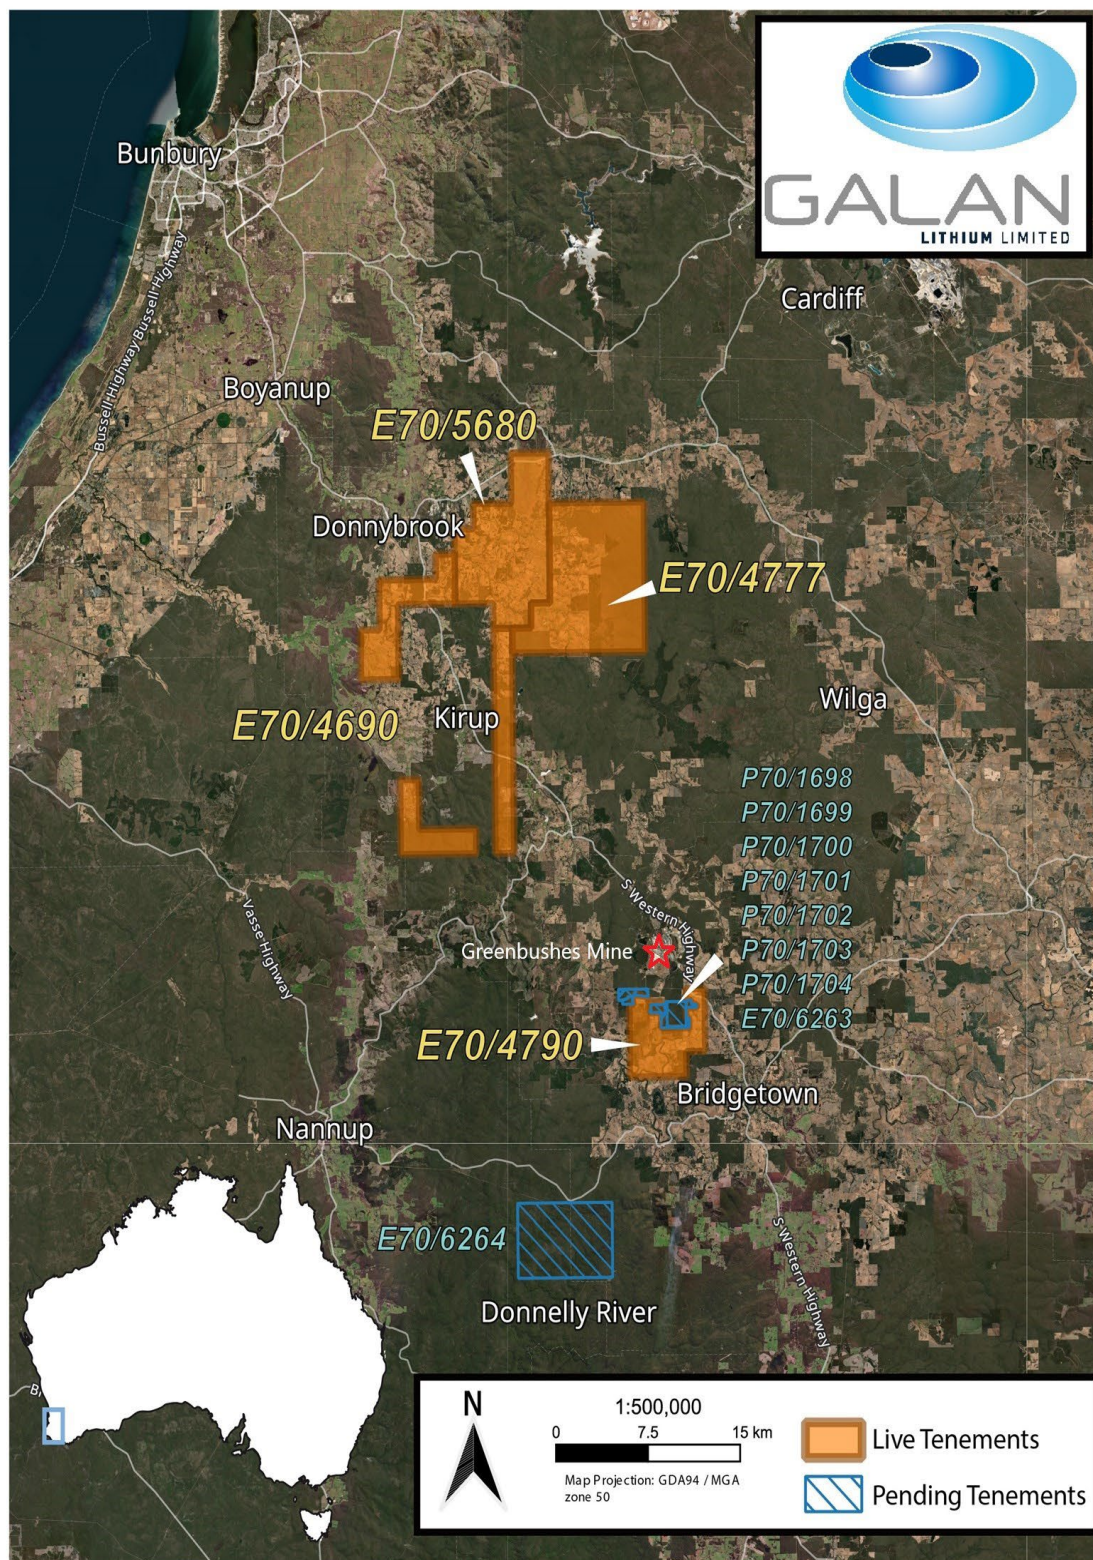 GALAN
LITHIUM LIMITED
Bunbury
Cardiff
Bussell Highway
Bussell Highway
Boyanup
E70/5680
Donnybrook
E70/4777
E70/4690
Kirup
Wilga
P70/1698
P70/1699
P70/1700
P70/1701
P70/1702
P70/1703
P70/1704
E70/6263
S Western Highway
Vasse Highway
Greenbushes Mine
E70/4790
Bridgetown
Nannup
E70/6264
S Western Highway
Donnelly River
N
1:500,000
0 7.5 15 km
Map Projection: GDA94 / MGA
zone 50
Live Tenements
Pending Tenements